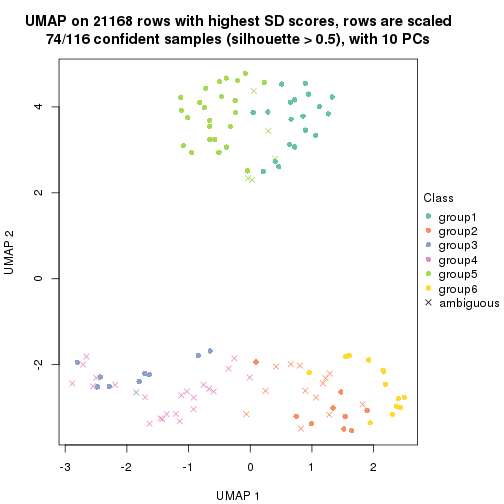 UMAP on 21168 rows with highest SD scores, rows are scaled
74/116 confident samples (silhouette > 0.5), with 10 PCs
4
2
0
-2
UMAP 2
-3
-2
-1
0
1
2
UMAP 1
Class
group1
group2
group3
group4
group5
group6
ambiguous